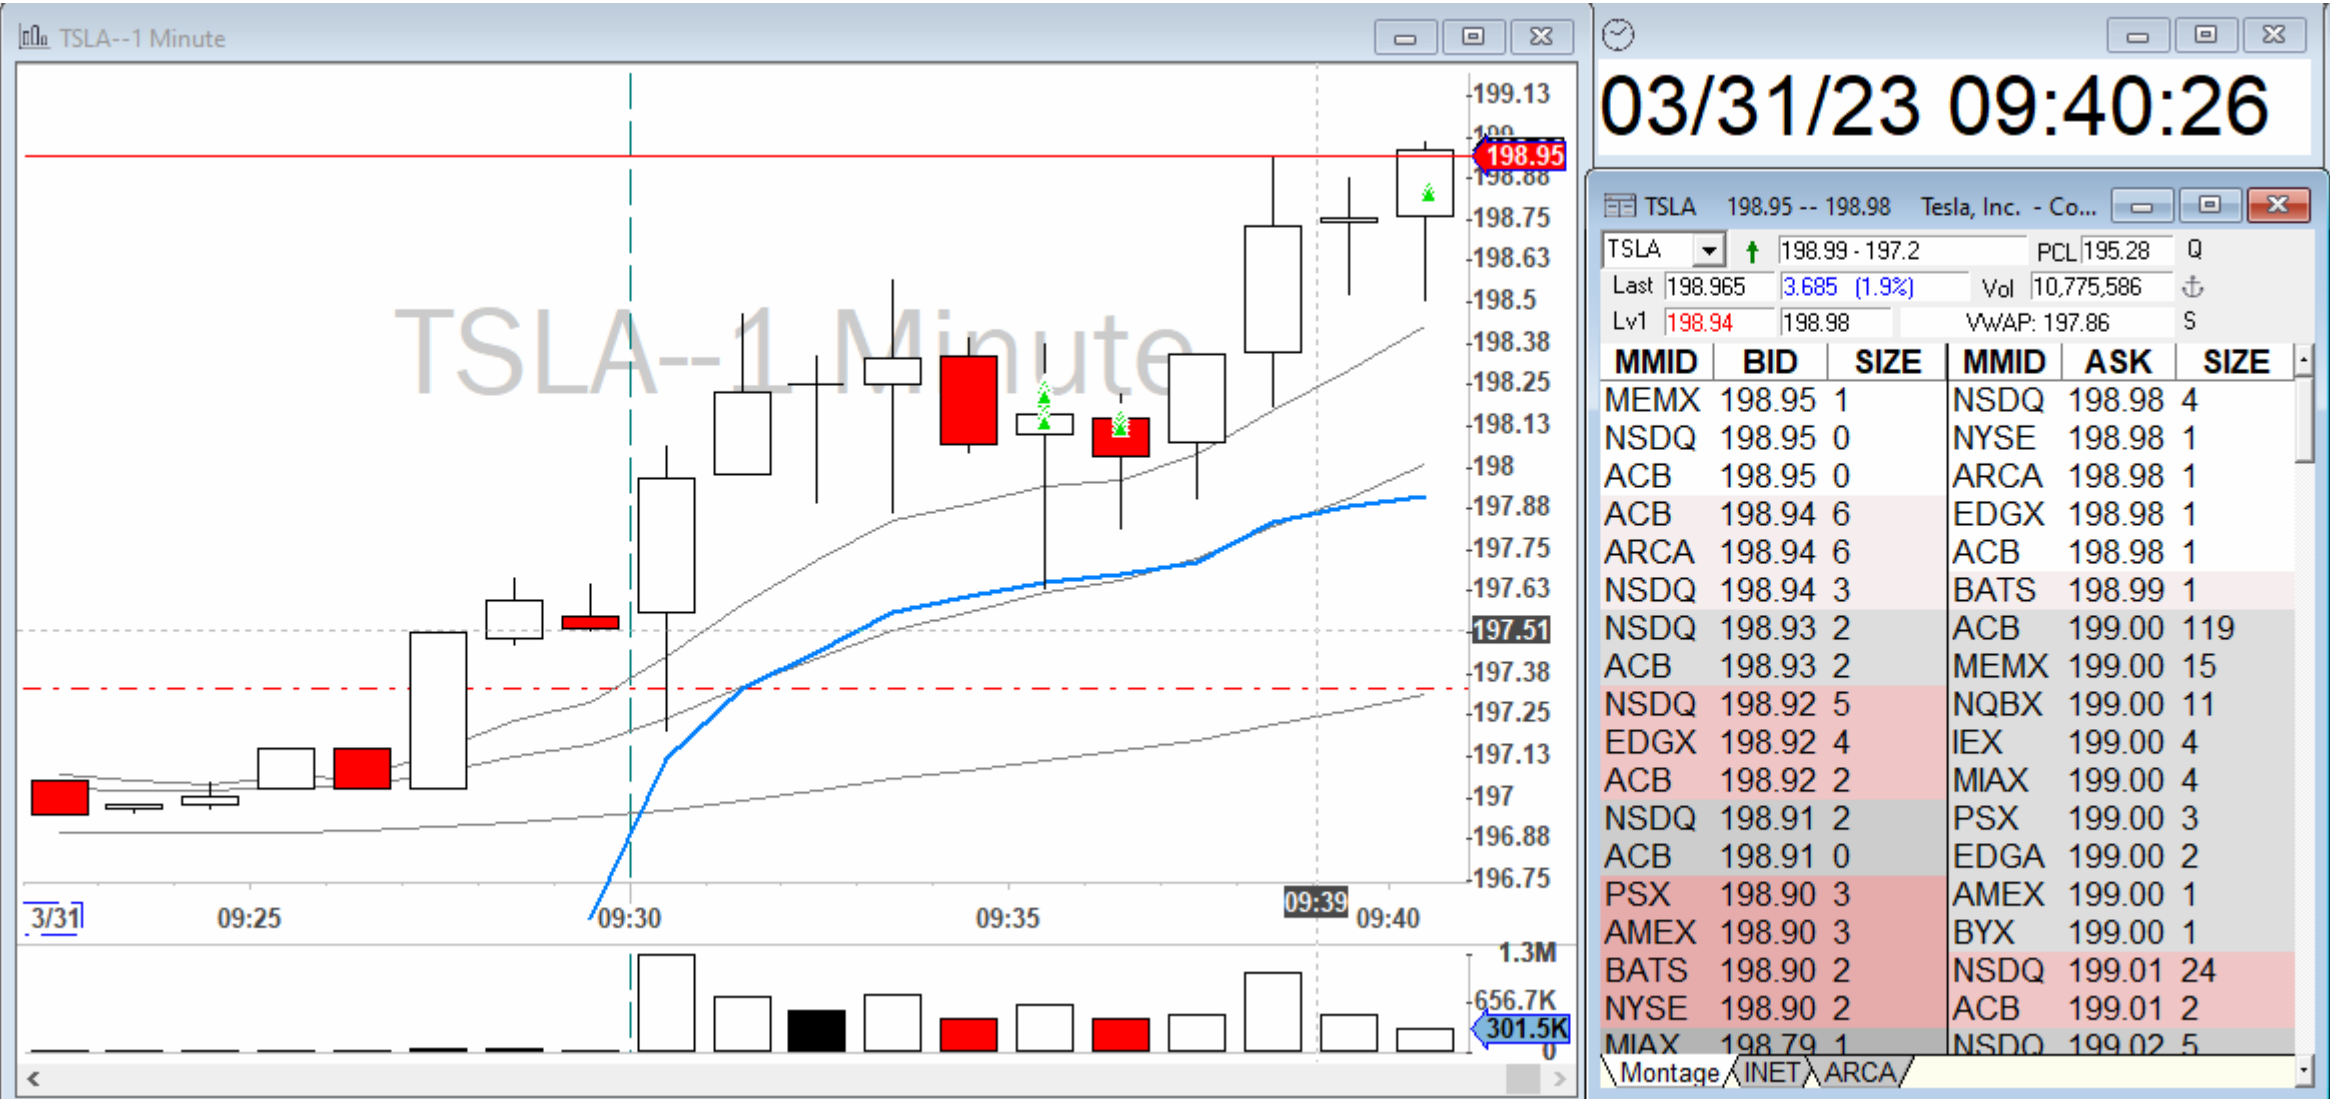 TSLA--1 Minute
TSLA--1 Minute
199.13
198.95
198.88
198.75
198.63
198.5
198.38
198.25
198.13
198
197.88
197.75
197.63
197.51
197.38
197.25
197.13
197
196.88
196.75
3/31 09:25 09:30 09:35 09:39 09:40
1.3M
656.7K
301.5K
0
03/31/23 09:40:26
TSLA 198.95 -- 198.98 Tesla, Inc. - Co...
TSLA 198.99 - 197.2 PCL 195.28 Q
Last 198.965 3.685 (1.9%) Vol 10,775,586
Lv1 198.94 198.98 VWAP: 197.86 S
MMID BID SIZE MMID ASK SIZE
MEMX 198.95 1 NSDQ 198.98 4
NSDQ 198.95 0 NYSE 198.98 1
ACB 198.95 0 ARCA 198.98 1
ACB 198.94 6 EDGX 198.98 1
ARCA 198.94 6 ACB 198.98 1
NSDQ 198.94 3 BATS 198.99 1
NSDQ 198.93 2 ACB 199.00 119
ACB 198.93 2 MEMX 199.00 15
NSDQ 198.92 5 NQBX 199.00 11
EDGX 198.92 4 IEX 199.00 4
ACB 198.92 2 MIAX 199.00 4
NSDQ 198.91 2 PSX 199.00 3
ACB 198.91 0 EDGA 199.00 2
PSX 198.90 3 AMEX 199.00 1
AMEX 198.90 3 BYX 199.00 1
BATS 198.90 2 NSDQ 199.01 24
NYSE 198.90 2 ACB 199.01 2
MIAX 198.79 1 NSDQ 199.02 5
Montage INET ARCA